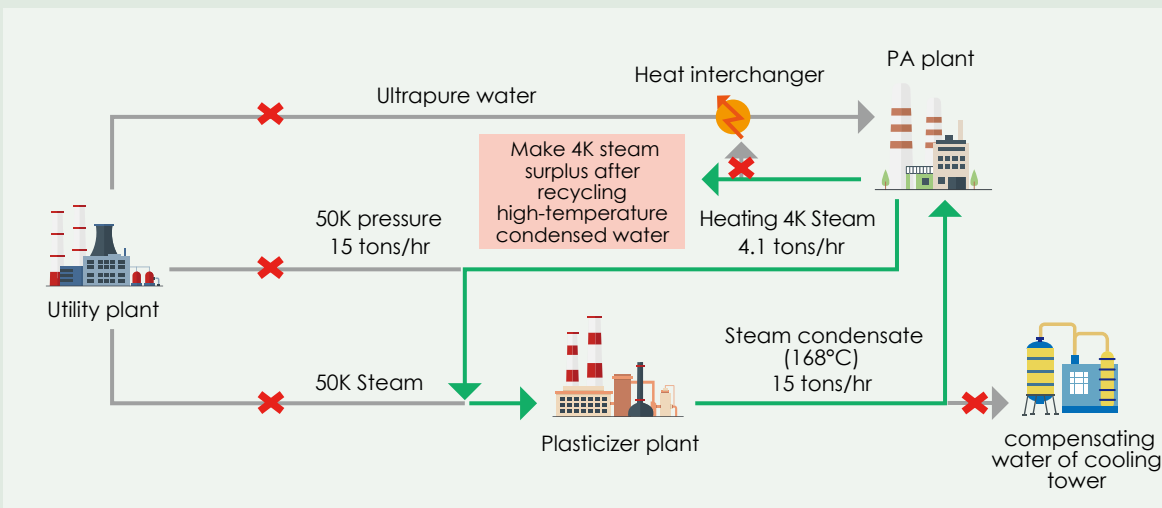 PA plant
Heat interchanger
Ultrapure water
Make 4K steam
surplus after
recycling
high-temperature
condensed water
50K pressure
15 tons/hr
Heating 4K Steam
4.1 tons/hr
Utility plant
50K Steam
Steam condensate
(168°C)
15 tons/hr
Plasticizer plant
compensating
water of cooling
tower